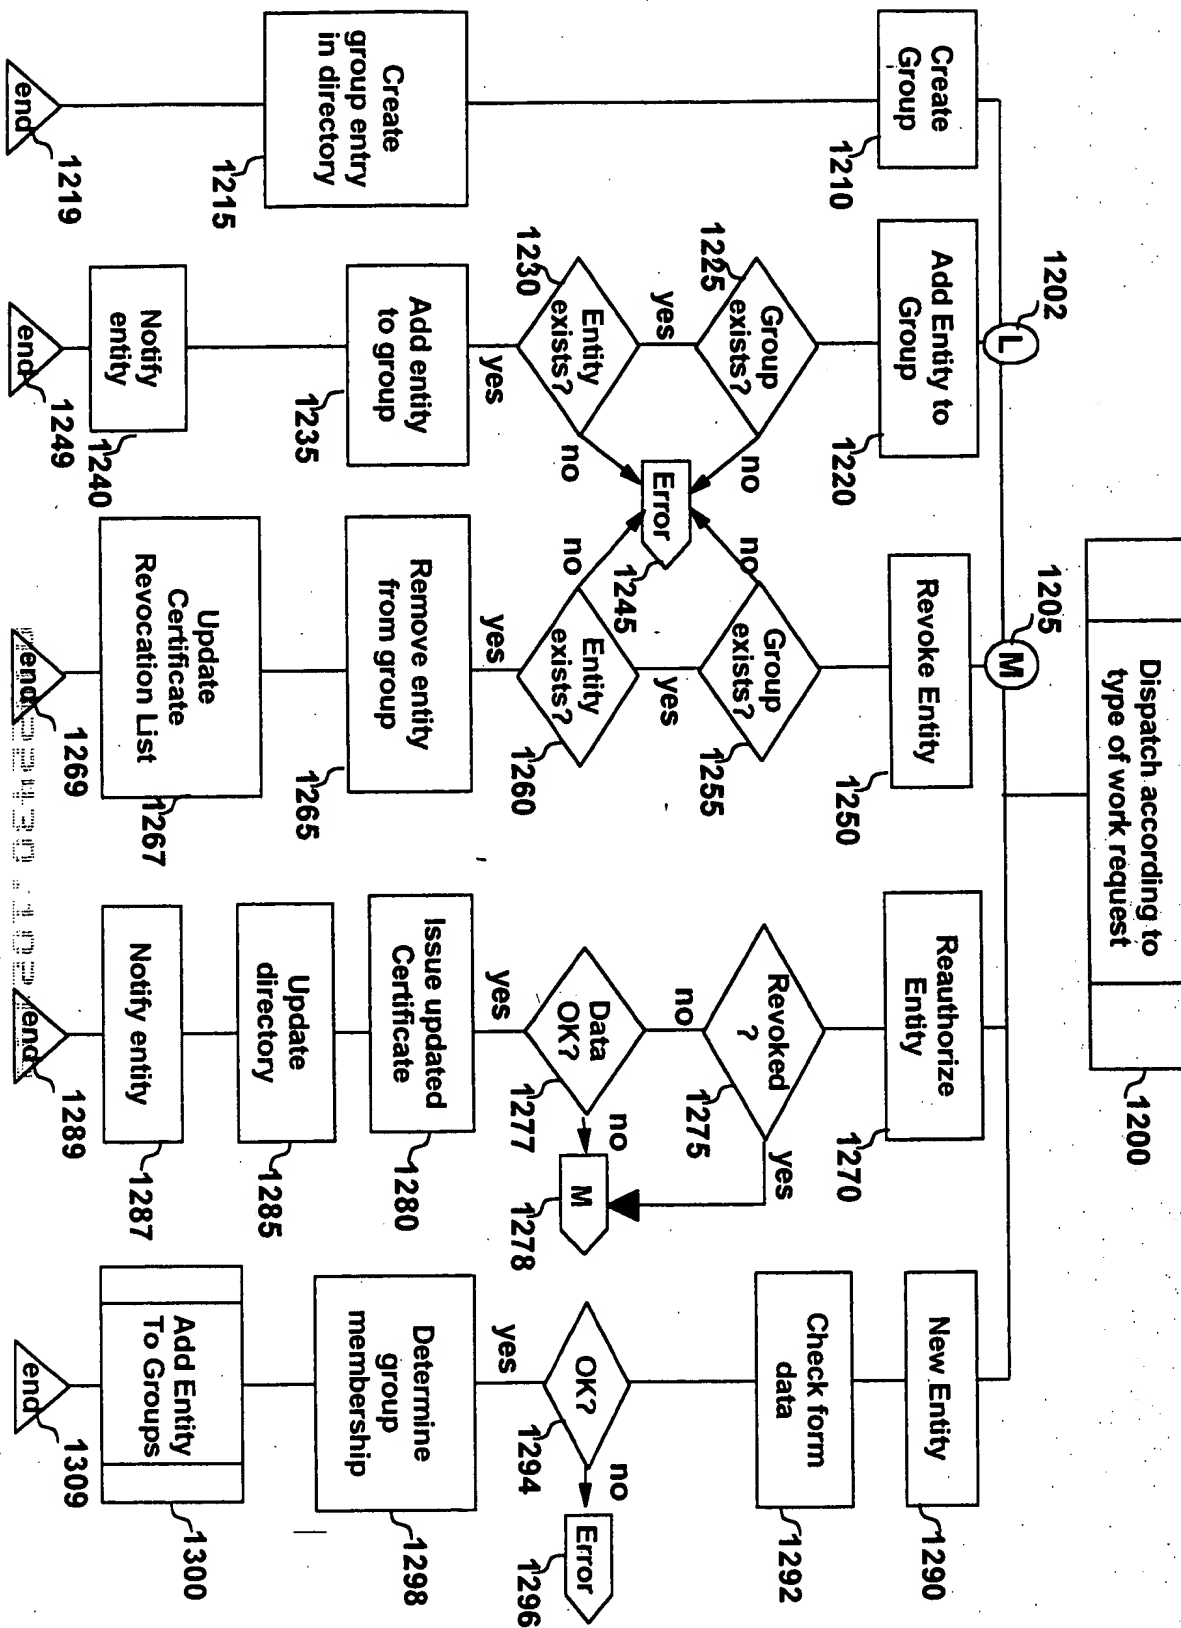 Dispatch according to
type of work request
1200
1202
L
1205
M
Create
Group
1210
Create
group entry
in directory
1215
end
1219
Add Entity to
Group
1220
Group
exists?
1225
yes
no
Entity
exists?
1230
yes
no
Add entity
to group
1235
Notify
entity
1240
end
1249
Error
1245
Revoke Entity
1250
Group
exists?
1255
no
yes
Entity
exists?
1260
no
yes
Remove entity
from group
1265
Update
Certificate
Revocation List
1267
end
1269
Reauthorize
Entity
1270
Revoked
?
1275
yes
no
Data
OK?
1277
no
yes
M
1278
Issue updated
Certificate
1280
Update
directory
1285
Notify entity
1287
end
1289
New Entity
1290
Check form
data
1292
OK?
1294
no
yes
Error
1296
Determine
group
membership
1298
Add Entity
To Groups
1300
end
1309